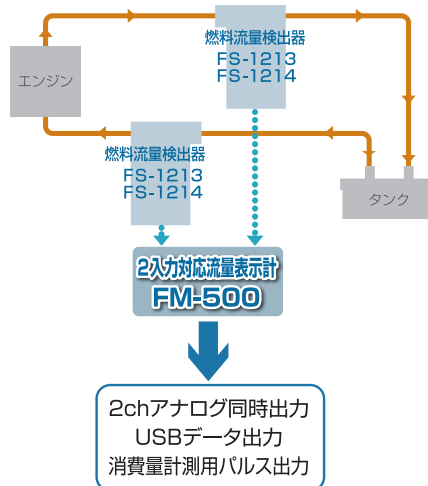 燃料流量検出器
FS-1213
FS-1214
エンジン
燃料流量検出器
FS-1213
FS-1214
タンク
2入力対応流量表示計
FM-500
2chアナログ同時出力
USBデータ出力
消費量計測用パルス出力